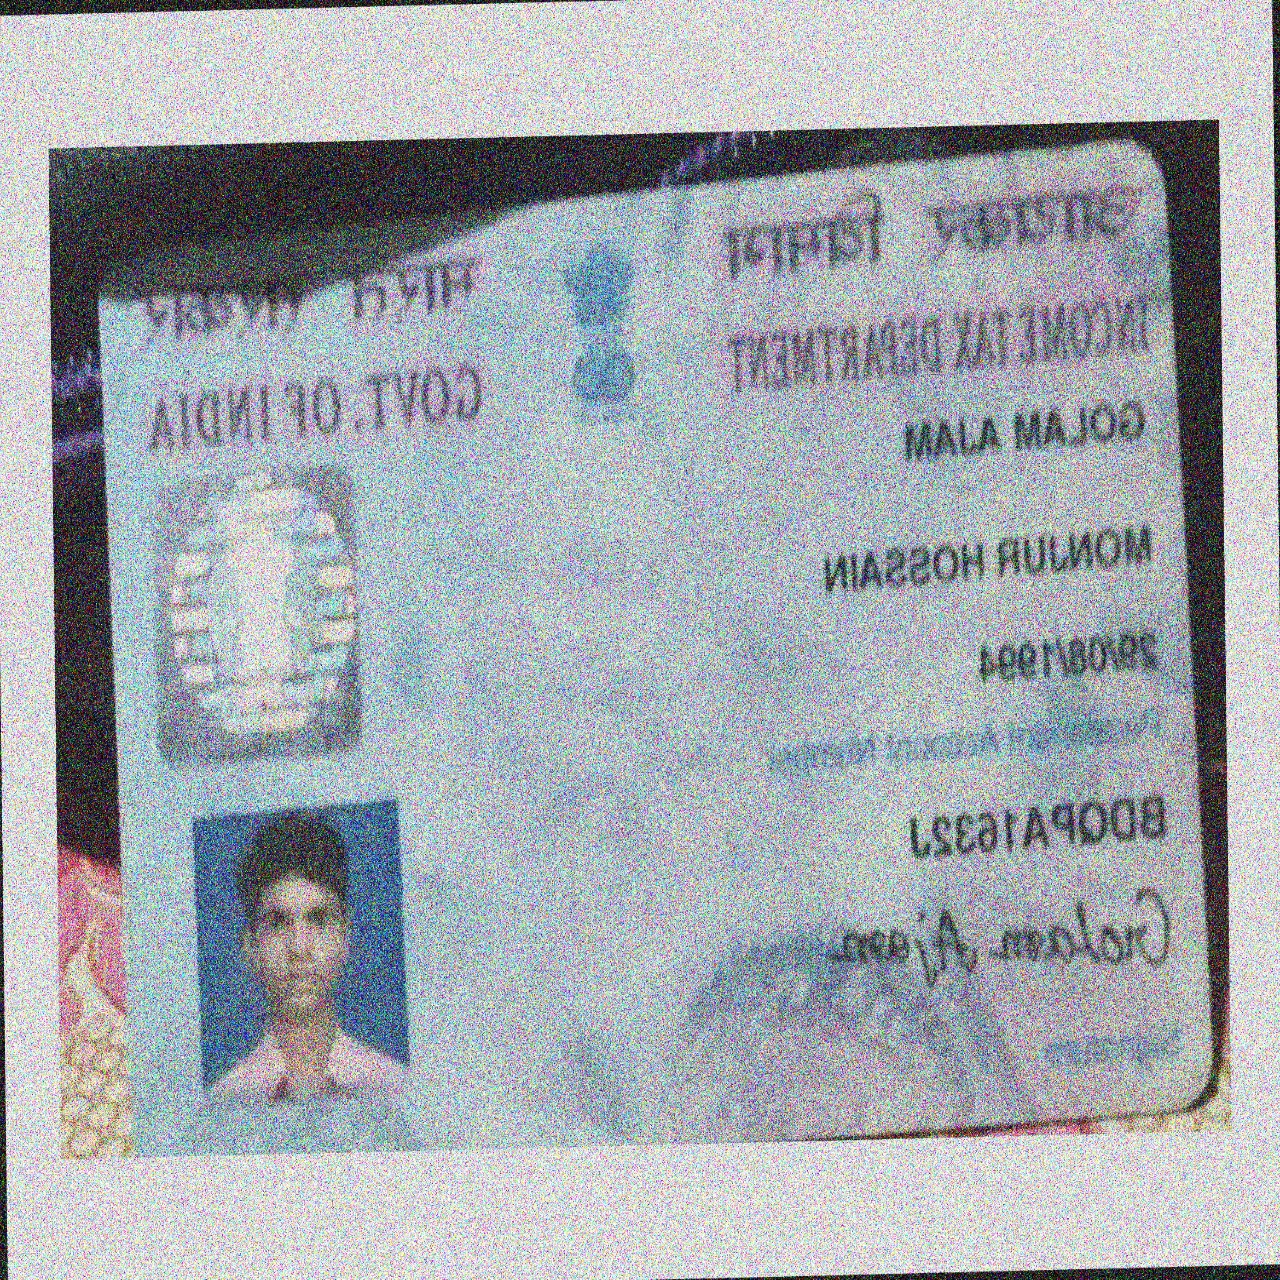 आयकर विभाग
INCOME TAX DEPARTMENT
भारत सरकार
GOVT. OF INDIA
GOLAM AJAM
MONJUR HOSSAIN
29/08/1994
Permanent Account Number
BDQPA1632J
Golam Ajam
Signature